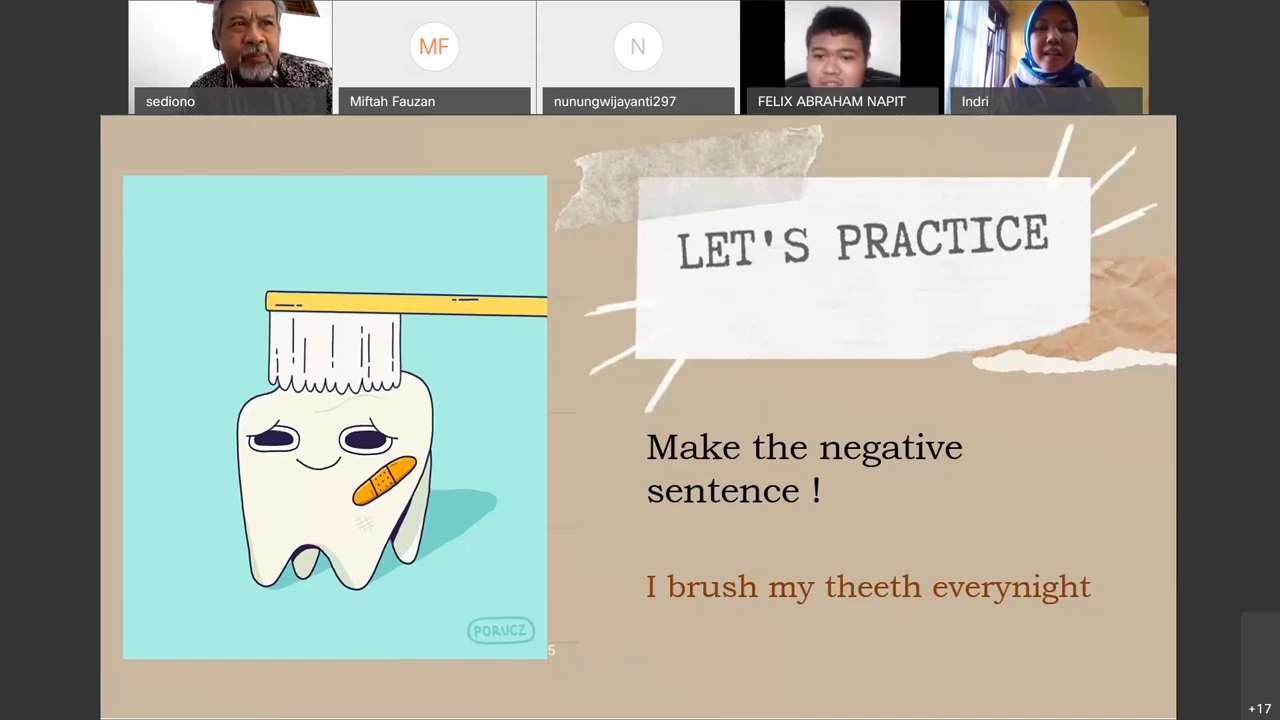 MF
N
sediono
Miftah Fauzan
nunungwijayanti297
FELIX ABRAHAM NAPIT
Indri
LET'S PRACTICE
Make the negative
sentence !
I brush my theeth everynight
PORUCZ
5
+17